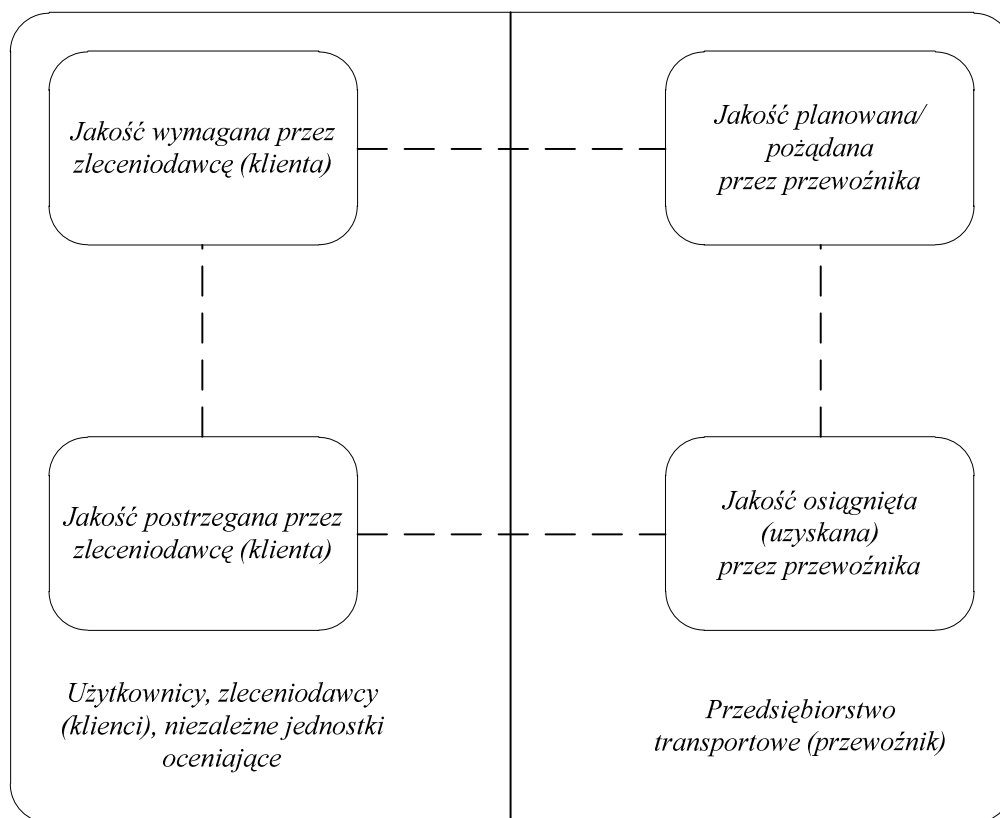 Jakość wymagana przez
zleceniodawcę (klienta)
Jakość planowana/
pożądana
przez przewoźnika
Jakość postrzegana przez
zleceniodawcę (klienta)
Jakość osiągnięta
(uzyskana)
przez przewoźnika
Użytkownicy, zleceniodawcy
(klienci), niezależne jednostki
oceniające
Przedsiębiorstwo
transportowe (przewoźnik)